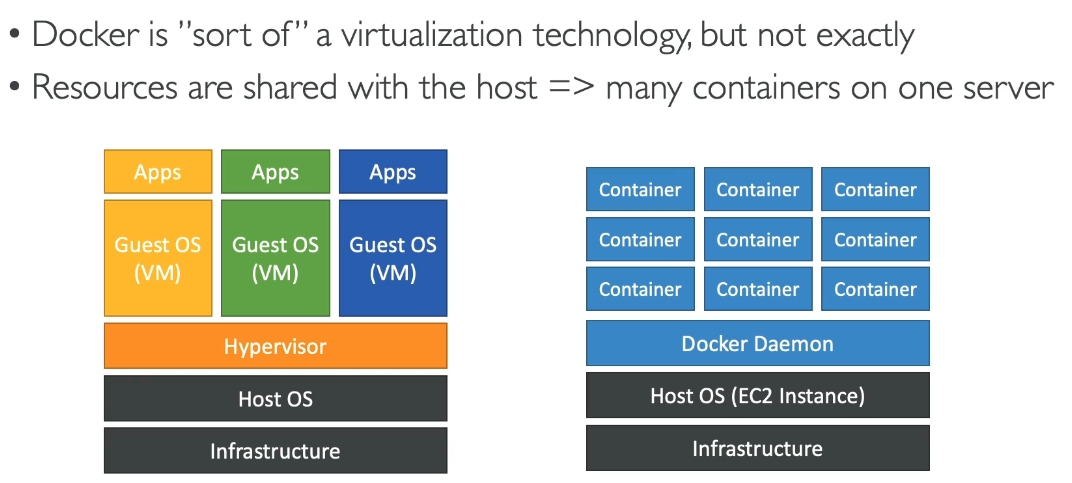 • Docker is ”sort of” a virtualization technology, but not exactly
• Resources are shared with the host => many containers on one server
Apps
Apps
Apps
Guest OS
(VM)
Guest OS
(VM)
Guest OS
(VM)
Hypervisor
Host OS
Infrastructure
Container
Container
Container
Container
Container
Container
Container
Container
Container
Docker Daemon
Host OS (EC2 Instance)
Infrastructure